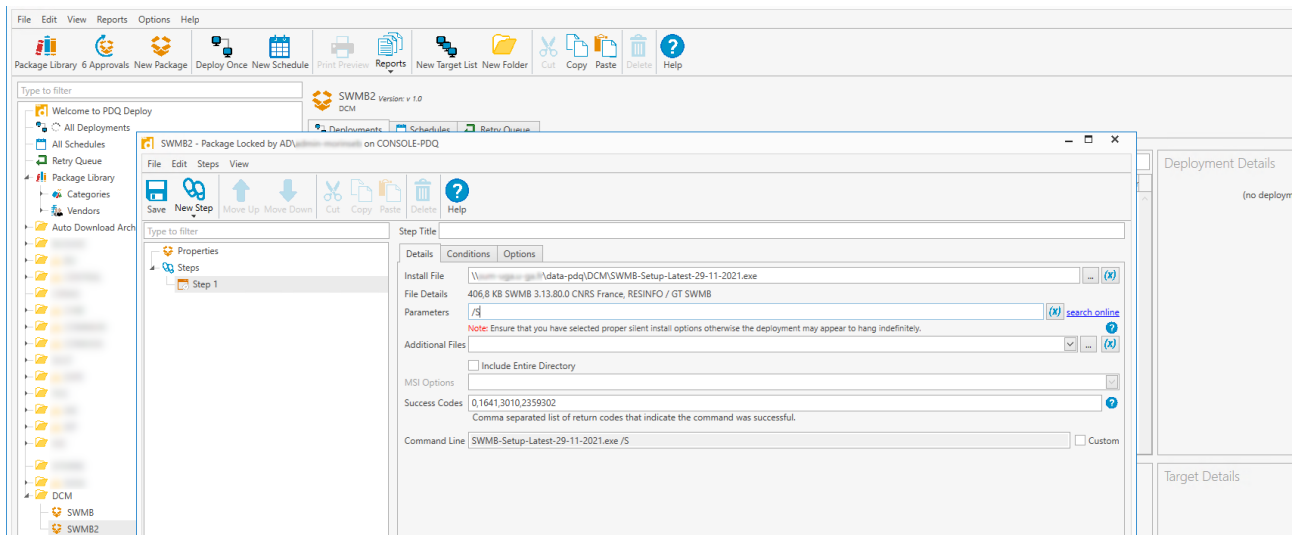 File Edit View Reports Options Help
Package Library 6 Approvals New Package Deploy Once New Schedule Print Preview Reports New Target List New Folder Cut Copy Paste Delete Help
Type to filter
SWMB2 Version: v 1.0
DCM
Welcome to PDQ Deploy
All Deployments
Deployments Schedules Retry Queue
All Schedules
Retry Queue
Package Library
Categories
Vendors
Auto Download Arch
DCM
SWMB
SWMB2
SWMB2 - Package Locked by AD\ on CONSOLE-PDQ
File Edit Steps View
Save New Step Move Up Move Down Cut Copy Paste Delete Help
Type to filter
Properties
Steps
Step 1
Step Title
Details Conditions Options
Install File \\ \data-pdq\DCM\SWMB-Setup-Latest-29-11-2021.exe ... (x)
File Details 406,8 KB SWMB 3.13.80.0 CNRS France, RESINFO / GT SWMB
Parameters /S (x) search online
Note: Ensure that you have selected proper silent install options otherwise the deployment may appear to hang indefinitely.
Additional Files ... (x)
Include Entire Directory
MSI Options
Success Codes 0,1641,3010,2359302
Comma separated list of return codes that indicate the command was successful.
Command Line SWMB-Setup-Latest-29-11-2021.exe /S Custom
Deployment Details
(no deploym
Target Details